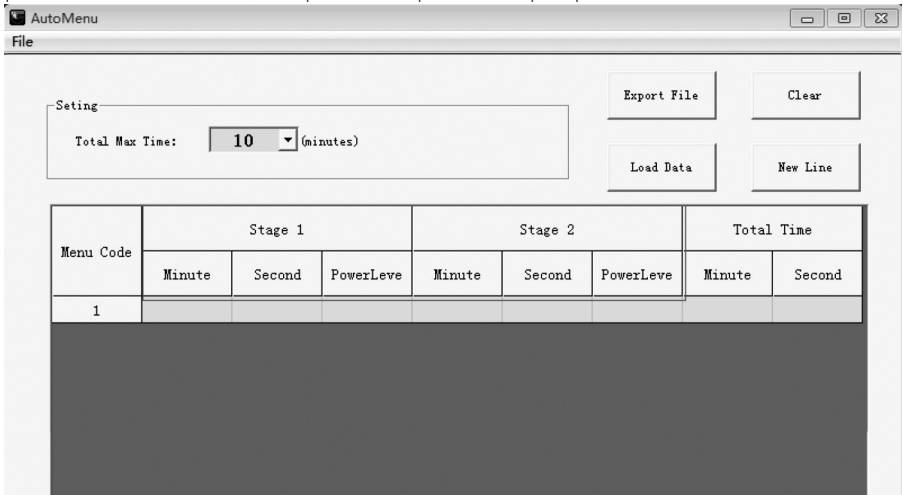 AutoMenu
File
Seting
Total Max Time: 10 (minutes)
Export File
Clear
Load Data
New Line
Menu Code
Stage 1
Stage 2
Total Time
Minute Second PowerLeve Minute Second PowerLeve Minute Second
1